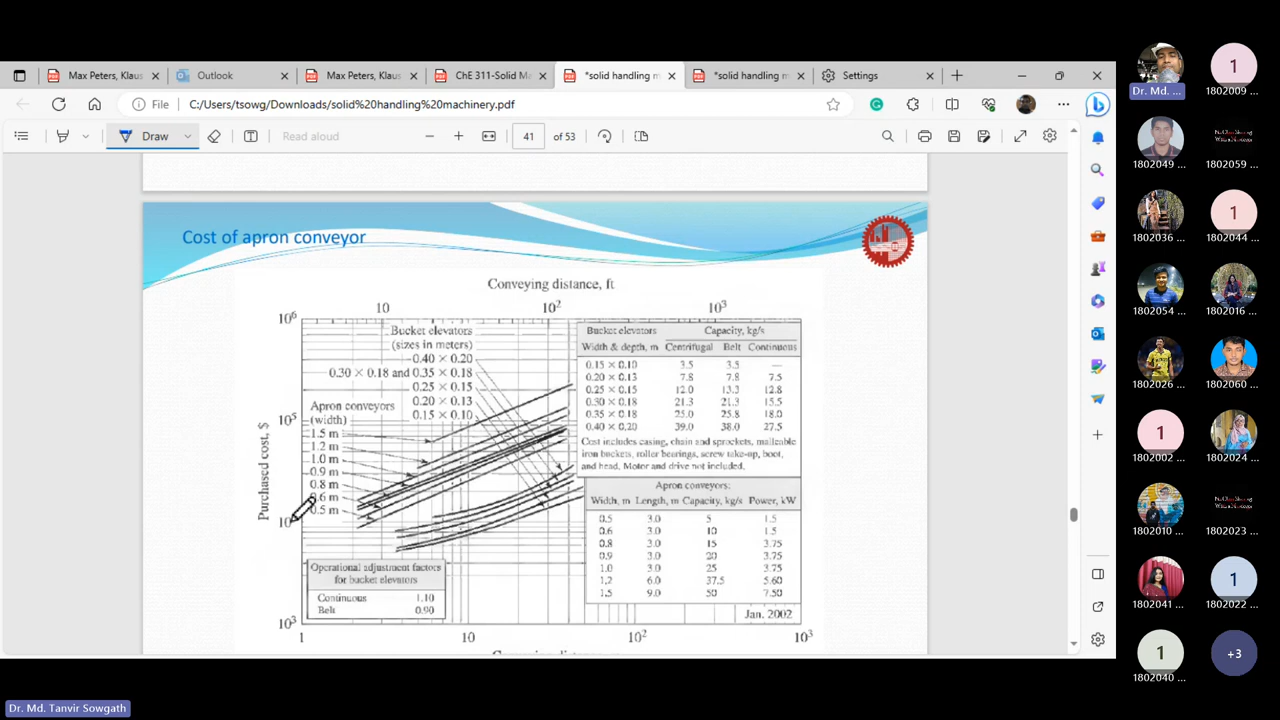 Max Peters, Klaus
Outlook
Max Peters, Klaus
ChE 311-Solid Ma
*solid handling m
*solid handling m
Settings
File
C:/Users/tsowg/Downloads/solid%20handling%20machinery.pdf
Draw
Read aloud
41
of 53
Cost of apron conveyor
Conveying distance, ft
10
10²
10³
10⁶
10⁵
10³
Purchased cost, $
Bucket elevators
(sizes in meters)
0.40 × 0.20
0.30 × 0.18 and 0.35 × 0.18
0.25 × 0.15
0.20 × 0.13
0.15 × 0.10
Apron conveyors
(width)
1.5 m
1.2 m
1.0 m
0.9 m
0.8 m
0.6 m
0.5 m
Bucket elevators Capacity, kg/s
Width & depth, m Centrifugal Belt Continuous
0.15 × 0.10 3.5 3.5 —
0.20 × 0.13 7.8 7.8 7.5
0.25 × 0.15 12.0 13.3 12.8
0.30 × 0.18 21.3 21.3 15.5
0.35 × 0.18 25.0 25.8 18.0
0.40 × 0.20 39.0 38.0 27.5
Cost includes casing, chain and sprockets, malleable
iron buckets, roller bearings, screw take-up, boot,
and head. Motor and drive not included.
Apron conveyors:
Width, m Length, m Capacity, kg/s Power, kW
0.5 3.0 5 1.5
0.6 3.0 10 1.5
0.8 3.0 15 3.75
0.9 3.0 20 3.75
1.0 3.0 25 3.75
1.2 6.0 37.5 5.60
1.5 9.0 50 7.50
Operational adjustment factors
for bucket elevators
Continuous 1.10
Belt 0.90
Jan. 2002
1
10
10²
10³
Dr. Md. ...
1
1802009 ...
1802049 ...
1802059 ...
1802036 ...
1
1802044 ...
1802054 ...
1802016 ...
1802026 ...
1802060 ...
1
1802002 ...
1802024 ...
1802010 ...
1802023 ...
1802041 ...
1
1802022 ...
1
1802040 ...
+3
Dr. Md. Tanvir Sowgath